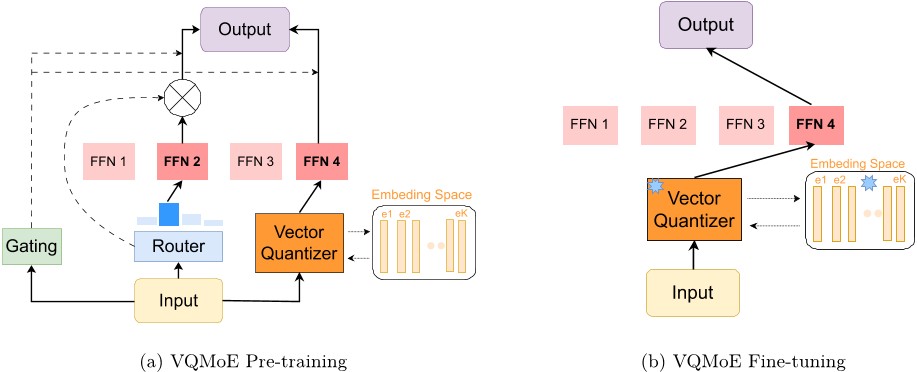 Output
FFN 1
FFN 2
FFN 3
FFN 4
Embeding Space
e1 e2 eK
Gating
Router
Vector
Quantizer
Input
(a) VQMoE Pre-training
Output
FFN 1
FFN 2
FFN 3
FFN 4
Embeding Space
e1 e2 eK
Vector
Quantizer
Input
(b) VQMoE Fine-tuning